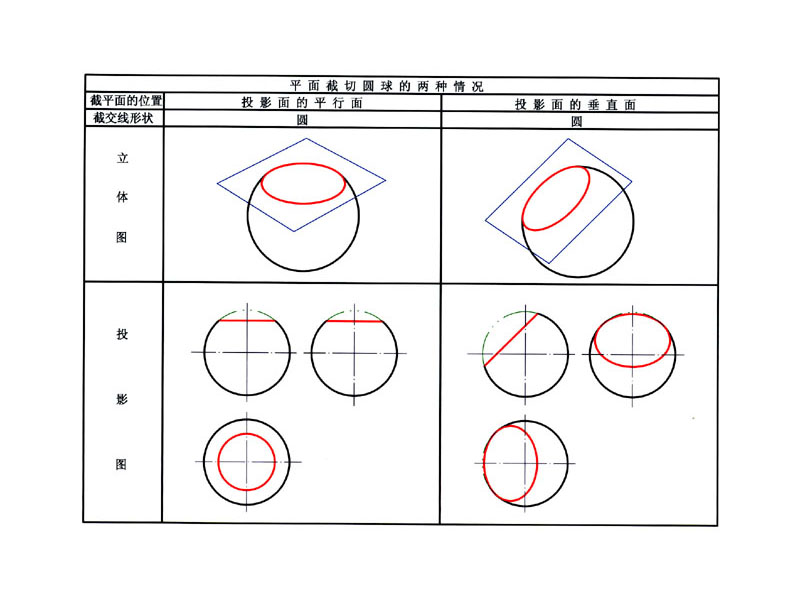 平面截切圆球的两种情况
截平面的位置 投影面的平行面 投影面的垂直面
截交线形状 圆 圆
立
体
图
投
影
图